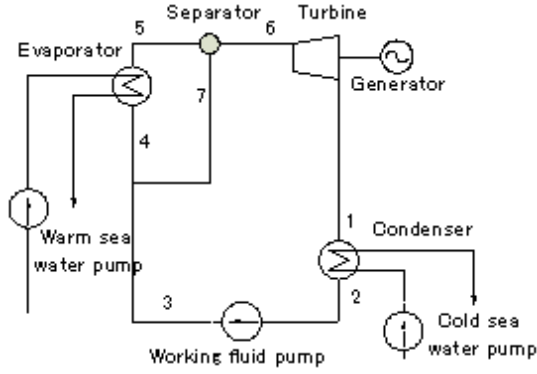 Separator
Turbine
5
6
Evaporator
7
Generator
4
1
Warm sea
water pump
Condenser
3
2
Cold sea
water pump
Working fluid pump